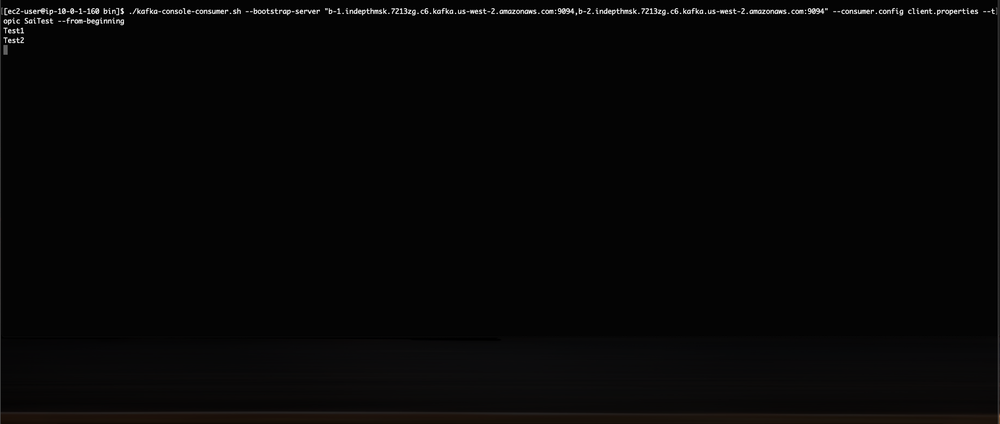 [[ec2-user@ip-10-0-1-160 bin]$ ./kafka-console-consumer.sh --bootstrap-server "b-1.indepthmsk.7213zg.c6.kafka.us-west-2.amazonaws.com:9094,b-2.indepthmsk.7213zg.c6.kafka.us-west-2.amazonaws.com:9094" --consumer.config client.properties --t]
opic SaiTest --from-beginning
Test1
Test2